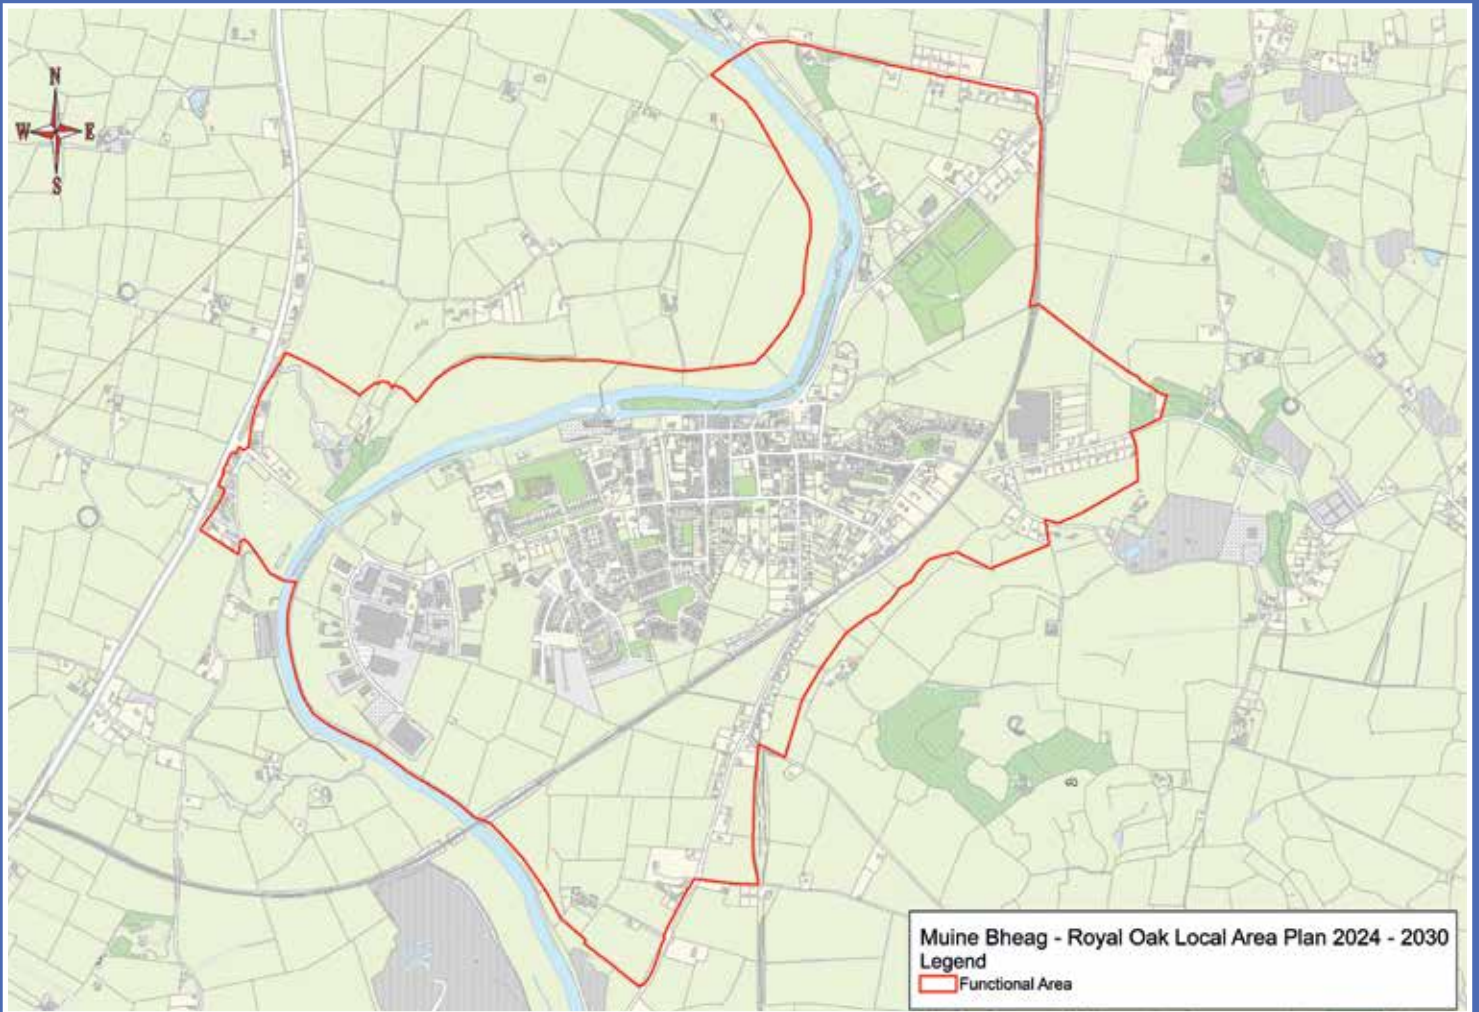 N
W E
S
Muine Bheag - Royal Oak Local Area Plan 2024 - 2030
Legend
Functional Area